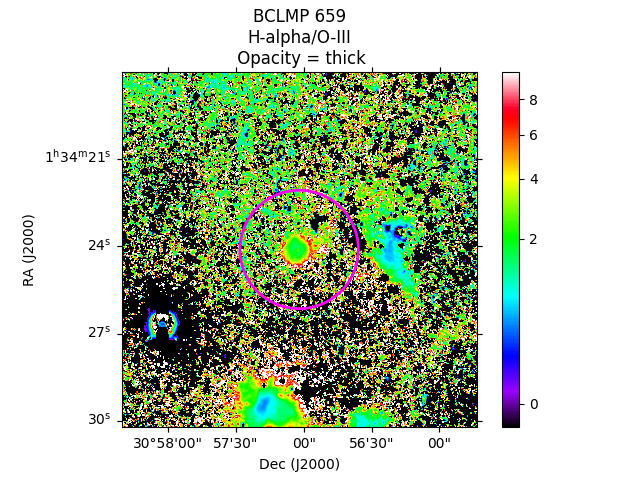 BCLMP 659
H-alpha/O-III
Opacity = thick
1ʰ34ᵐ21ˢ
24ˢ
27ˢ
30ˢ
RA (J2000)
30°58'00" 57'30" 00" 56'30" 00"
Dec (J2000)
8
6
4
2
0